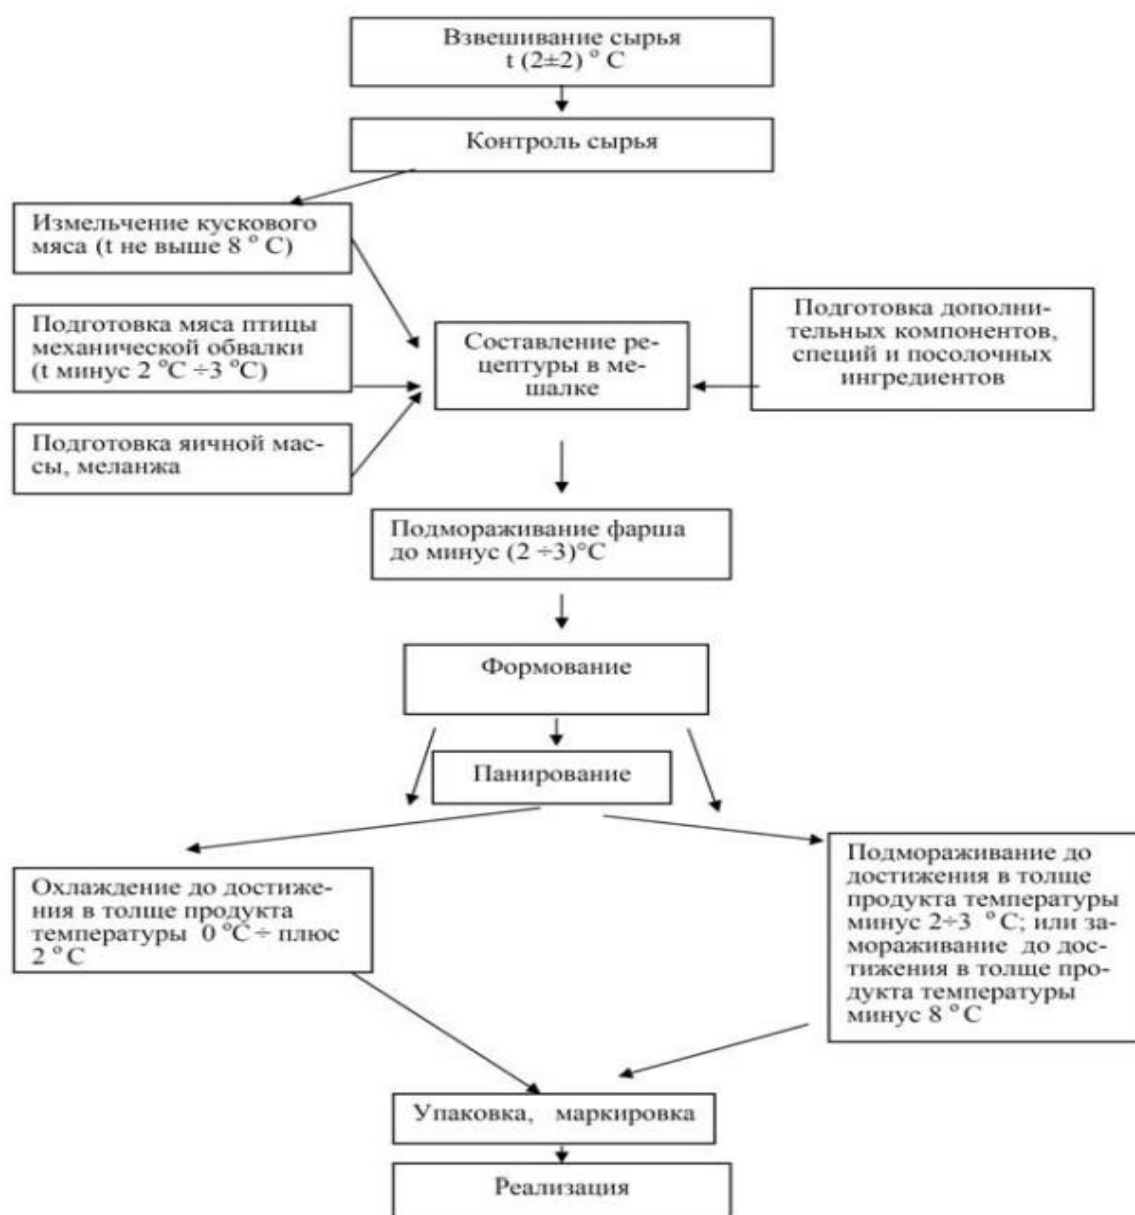 Взвешивание сырья
t (2±2) ° С
Контроль сырья
Измельчение кускового
мяса (t не выше 8 ° С)
Подготовка мяса птицы
механической обвалки
(t минус 2 °С ÷3 °С)
Подготовка яичной мас-
сы, меланжа
Составление ре-
цептуры в ме-
шалке
Подготовка дополни-
тельных компонентов,
специй и посолочных
ингредиентов
Подмораживание фарша
до минус (2 ÷3)°С
Формование
Панирование
Охлаждение до достиже-
ния в толще продукта
температуры 0 °С ÷ плюс
2 ° С
Подмораживание до
достижения в толще
продукта температуры
минус 2÷3 ° С; или за-
мораживание до дос-
тижения в толще про-
дукта температуры
минус 8 ° С
Упаковка, маркировка
Реализация